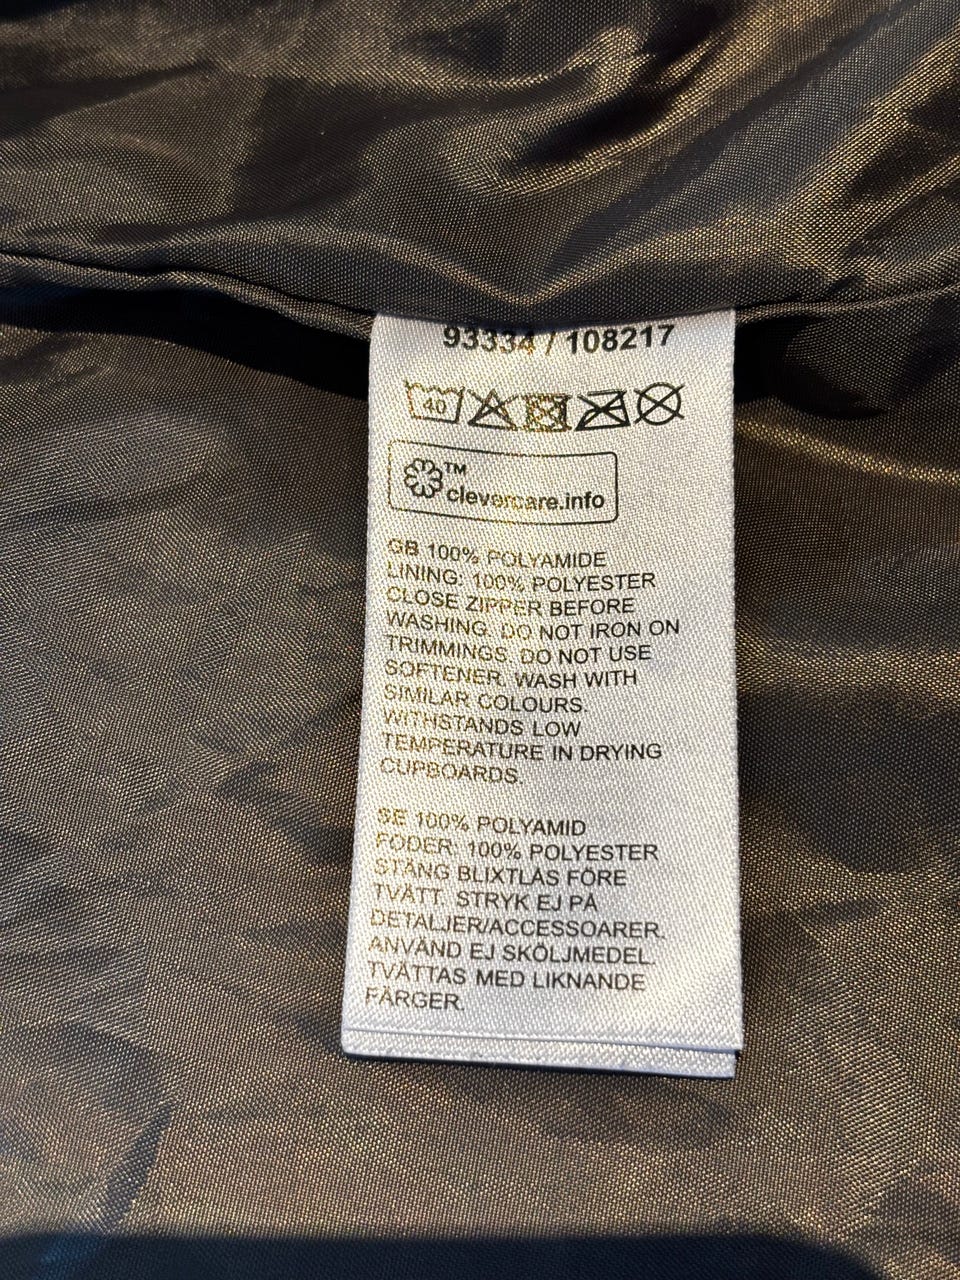 93334 / 108217
40
TM
clevercare.info
GB 100% POLYAMIDE
LINING: 100% POLYESTER
CLOSE ZIPPER BEFORE
WASHING. DO NOT IRON ON
TRIMMINGS. DO NOT USE
SOFTENER. WASH WITH
SIMILAR COLOURS.
WITHSTANDS LOW
TEMPERATURE IN DRYING
CUPBOARDS.
SE 100% POLYAMID
FODER: 100% POLYESTER
STÄNG BLIXTLÅS FÖRE
TVÄTT. STRYK EJ PÅ
DETALJER/ACCESSOARER.
ANVÄND EJ SKÖLJMEDEL.
TVÄTTAS MED LIKNANDE
FÄRGER.